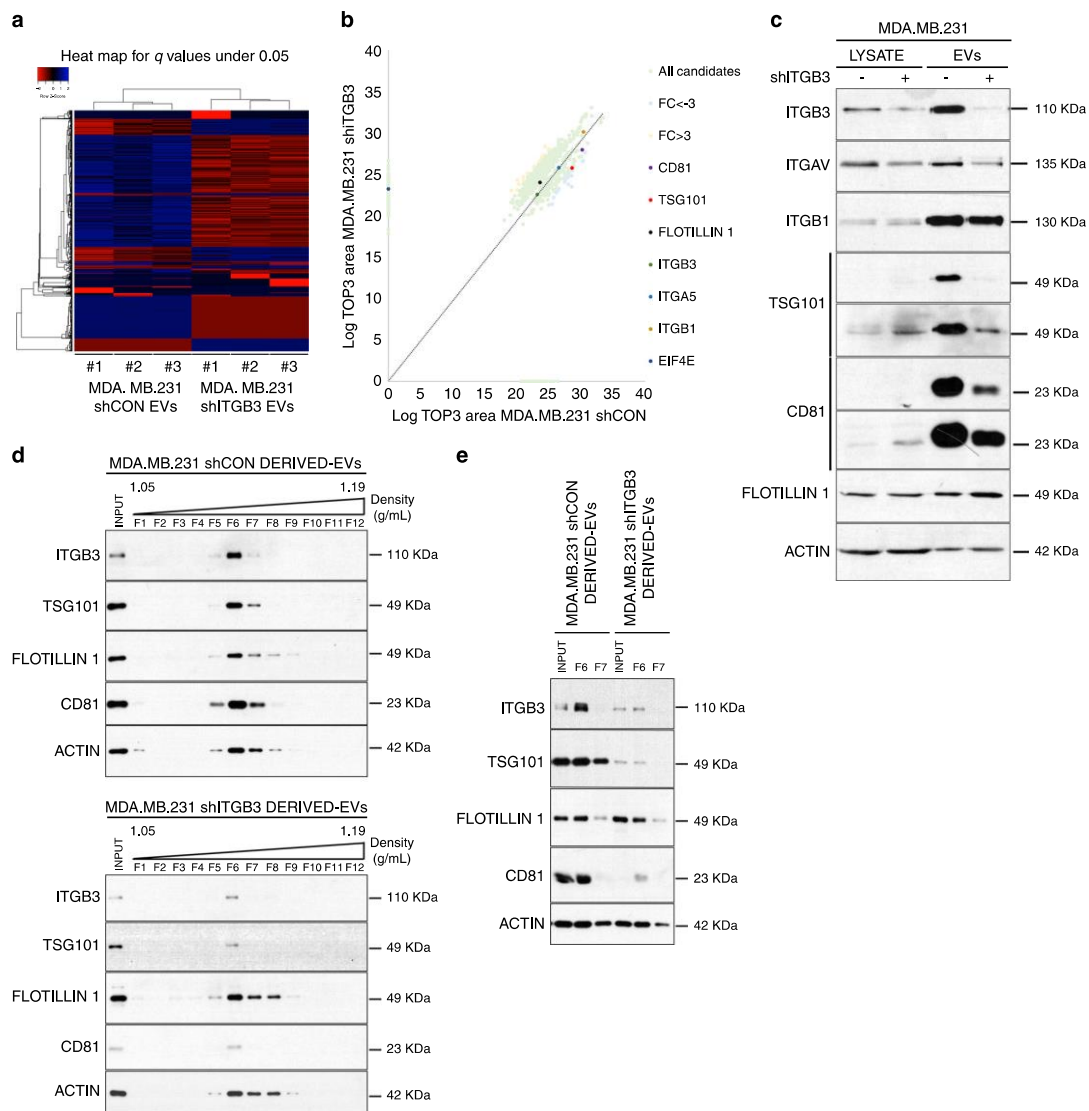 a
Heat map for q values under 0.05
Row Z-Score
#1 #2 #3 #1 #2 #3
MDA. MB.231 shCON EVs
MDA. MB.231 shITGB3 EVs
b
Log TOP3 area MDA.MB.231 shiTGB3
40
35
30
25
20
15
10
5
0
0 5 10 15 20 25 30 35 40
Log TOP3 area MDA.MB.231 shCON
All candidates
FC<-3
FC>3
CD81
TSG101
FLOTILLIN 1
ITGB3
ITGA5
ITGB1
EIF4E
c
MDA.MB.231
LYSATE EVs
shITGB3 - + - +
ITGB3 110 KDa
ITGAV 135 KDa
ITGB1 130 KDa
TSG101 49 KDa
49 KDa
CD81 23 KDa
23 KDa
FLOTILLIN 1 49 KDa
ACTIN 42 KDa
d
MDA.MB.231 shCON DERIVED-EVs
1.05 1.19 Density (g/mL)
INPUT F1 F2 F3 F4 F5 F6 F7 F8 F9 F10 F11 F12
ITGB3 110 KDa
TSG101 49 KDa
FLOTILLIN 1 49 KDa
CD81 23 KDa
ACTIN 42 KDa
MDA.MB.231 shITGB3 DERIVED-EVs
1.05 1.19 Density (g/mL)
INPUT F1 F2 F3 F4 F5 F6 F7 F8 F9 F10 F11 F12
ITGB3 110 KDa
TSG101 49 KDa
FLOTILLIN 1 49 KDa
CD81 23 KDa
ACTIN 42 KDa
e
MDA.MB.231 shCON DERIVED-EVs
MDA.MB.231 shITGB3 DERIVED-EVs
INPUT F6 F7 INPUT F6 F7
ITGB3 110 KDa
TSG101 49 KDa
FLOTILLIN 1 49 KDa
CD81 23 KDa
ACTIN 42 KDa